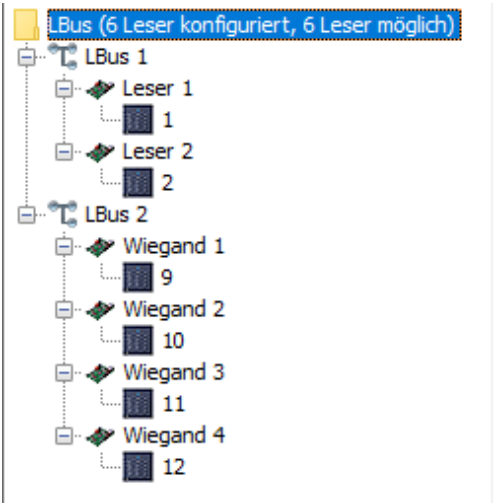 LBus (6 Leser konfiguriert, 6 Leser möglich)
LBus 1
Leser 1
1
Leser 2
2
LBus 2
Wiegand 1
9
Wiegand 2
10
Wiegand 3
11
Wiegand 4
12